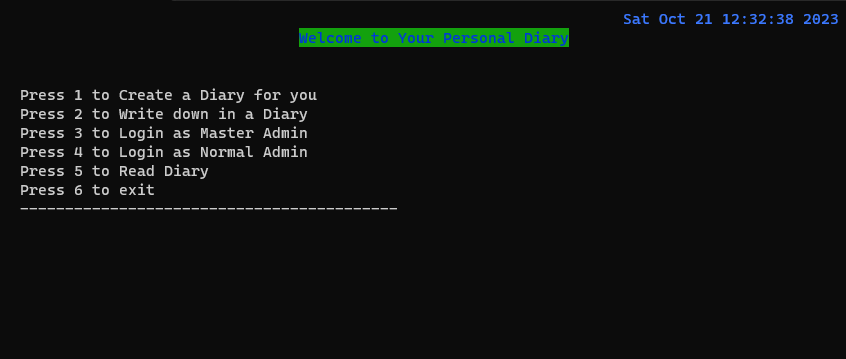 Sat Oct 21 12:32:38 2023
Welcome to Your Personal Diary
Press 1 to Create a Diary for you
Press 2 to Write down in a Diary
Press 3 to Login as Master Admin
Press 4 to Login as Normal Admin
Press 5 to Read Diary
Press 6 to exit
------------------------------------------